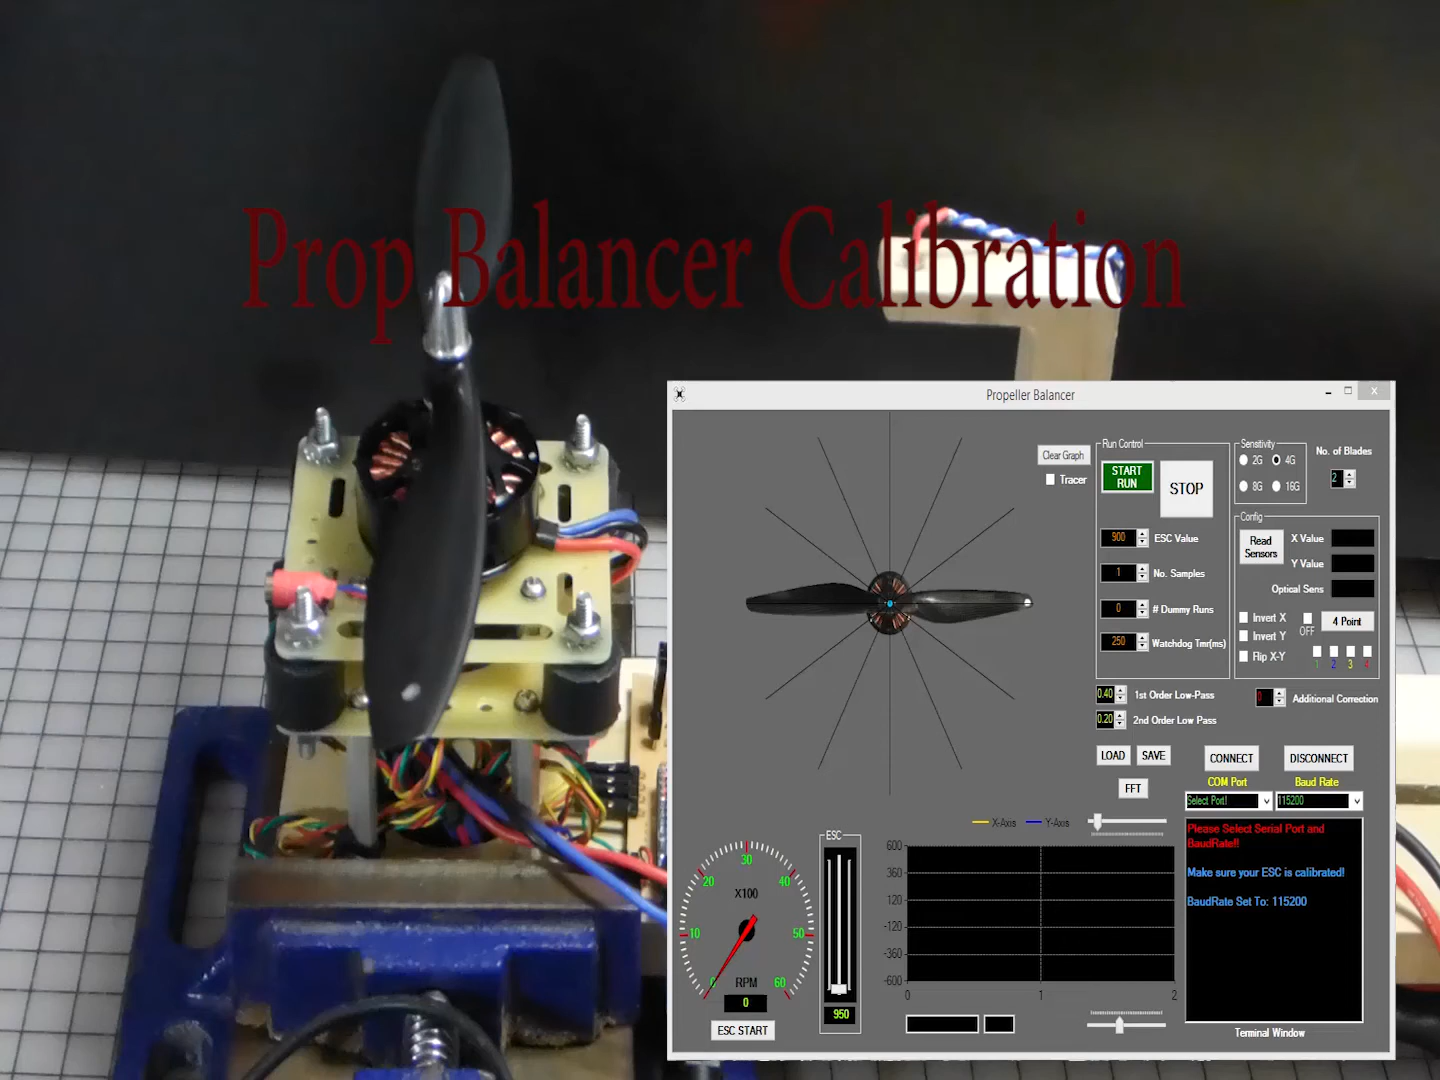 Prop Balancer Calibration
Propeller Balancer
Clear Graph
Tracer
Run Control
START RUN
STOP
900 ESC Value
1 No. Samples
0 # Dummy Runs
250 Watchdog Tmr(ms)
Sensitivity
2G 4G
8G 16G
No. of Blades
2
Config
Read Sensors
X Value
Y Value
Optical Sens
Invert X
Invert Y
Flip X-Y
OFF
4 Point
1 2 3 4
0.40 1st Order Low-Pass
0.20 2nd Order Low Pass
0 Additional Correction
LOAD SAVE
FFT
CONNECT DISCONNECT
COM Port Baud Rate
Select Port! 115200
Please Select Serial Port and
BaudRate!!
Make sure your ESC is calibrated!
BaudRate Set To: 115200
Terminal Window
X-Axis Y-Axis
600
360
120
-120
-360
-600
0 1 2
ESC
950
0 10 20 30 40 50 60
X100
RPM
0
ESC START